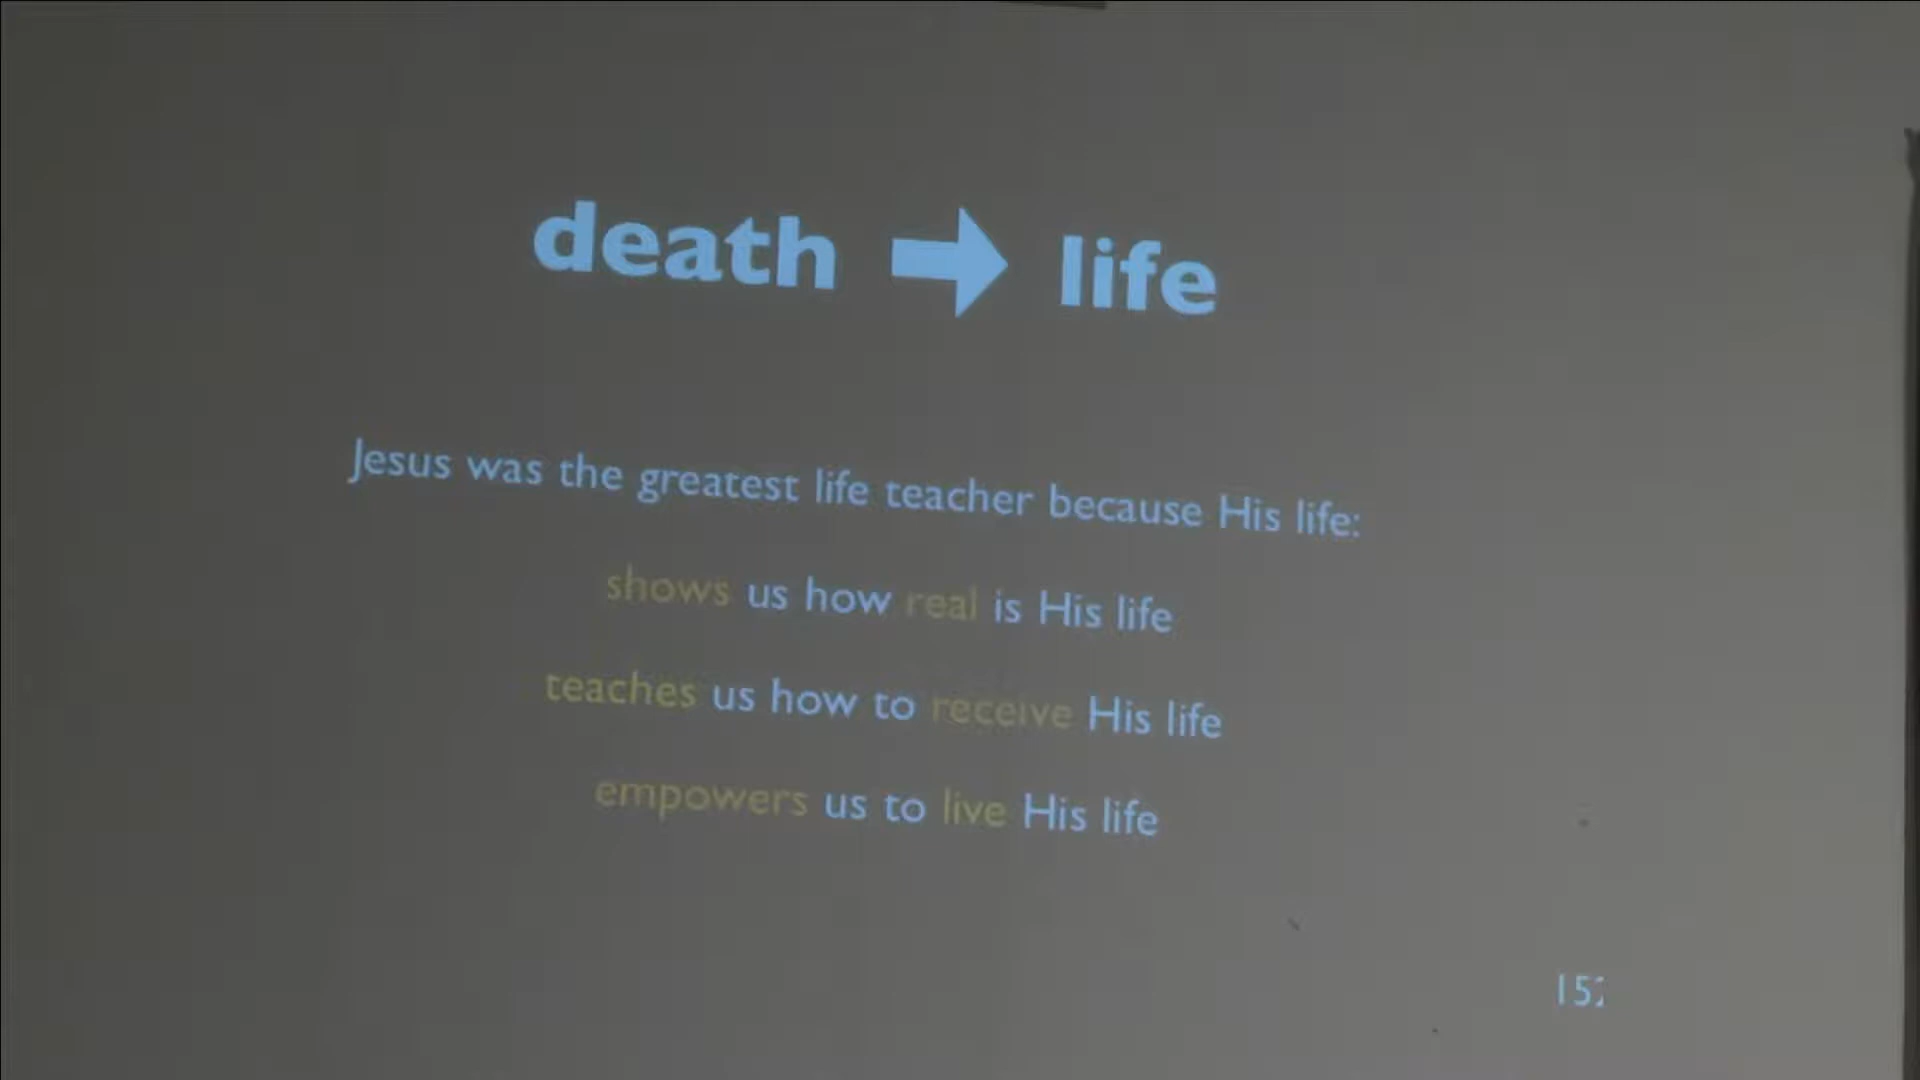 death → life
Jesus was the greatest life teacher because His life:
shows us how real is His life
teaches us how to receive His life
empowers us to live His life